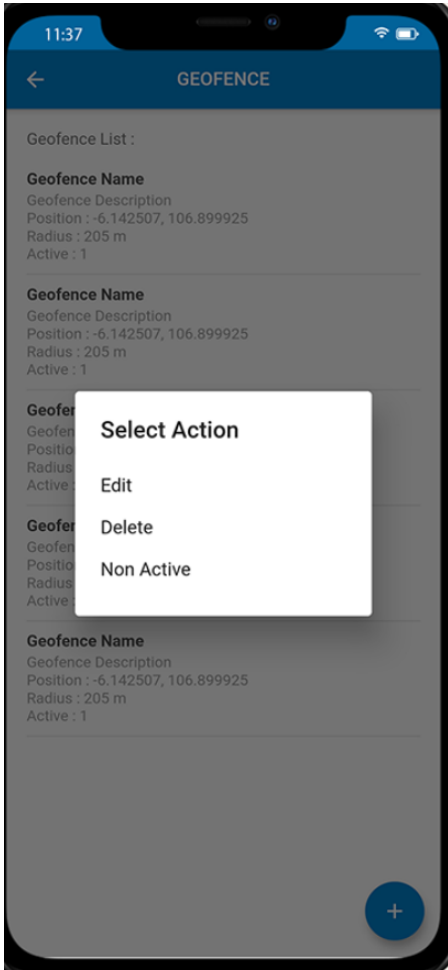 11:37
GEOFENCE
Geofence List :
Geofence Name
Geofence Description
Position : -6.142507, 106.899925
Radius : 205 m
Active : 1
Geofence Name
Geofence Description
Position : -6.142507, 106.899925
Radius : 205 m
Active : 1
Select Action
Edit
Delete
Non Active
Geofence Name
Geofence Description
Position : -6.142507, 106.899925
Radius : 205 m
Active : 1